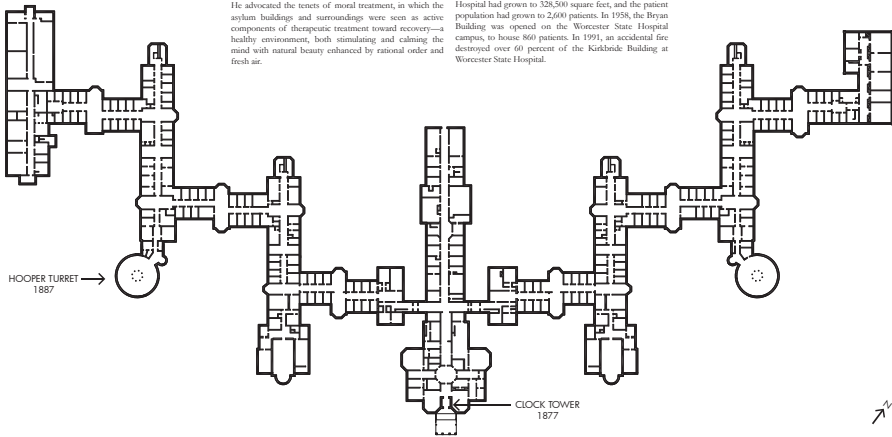 He advocated the tenets of moral treatment, in which the
asylum buildings and surroundings were seen as active
components of therapeutic treatment toward recovery—a
healthy environment, both stimulating and calming the
mind with natural beauty enhanced by rational order and
fresh air.
Hospital had grown to 328,500 square feet, and the patient
population had grown to 2,600 patients. In 1958, the Bryan
Building was opened on the Worcester State Hospital
campus, to house 860 patients. In 1991, an accidental fire
destroyed over 60 percent of the Kirkbride Building at
Worcester State Hospital.
HOOPER TURRET
1887
CLOCK TOWER
1877
N